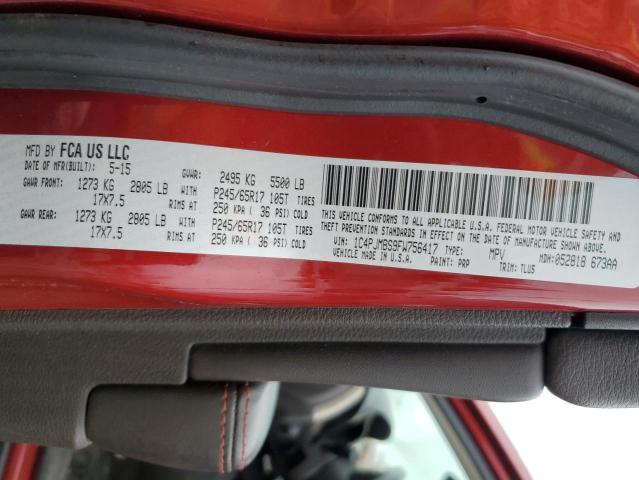 MFD BY FCA US LLC
DATE OF MFR(BUILT): 5-15 GVWR: 2495 KG 5500 LB
GAWR FRONT: 1273 KG 2805 LB WITH P245/65R17 105T TIRES
17X7.5 RIMS AT 250 KPA ( 36 PSI) COLD
GAWR REAR: 1273 KG 2805 LB WITH P245/65R17 105T TIRES
17X7.5 RIMS AT 250 KPA ( 36 PSI) COLD
THIS VEHICLE CONFORMS TO ALL APPLICABLE U.S.A. FEDERAL MOTOR VEHICLE SAFETY, BUMPER, AND
THEFT PREVENTION STANDARDS IN EFFECT ON THE DATE OF MANUFACTURE SHOWN ABOVE.
VIN: 1C4PJMBS9FW756417 TYPE: MPV MDH: 052818 673AA
VEHICLE MADE IN U.S.A. PAINT: PRP TRIM: TLUS